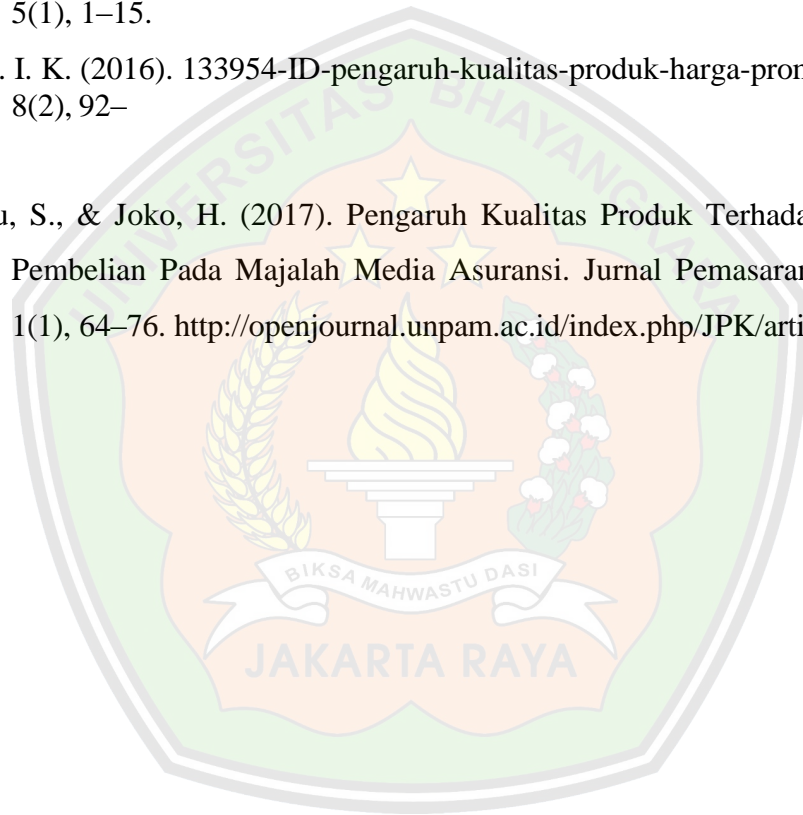 5(1), 1–15.
. I. K. (2016). 133954-ID-pengaruh-kualitas-produk-harga-pron
8(2), 92–
u, S., & Joko, H. (2017). Pengaruh Kualitas Produk Terhada
Pembelian Pada Majalah Media Asuransi. Jurnal Pemasaran
1(1), 64–76. http://openjournal.unpam.ac.id/index.php/JPK/arti
UNIVERSITAS BHAYANGKARA
BIKSA MAHWASTU DASI
JAKARTA RAYA